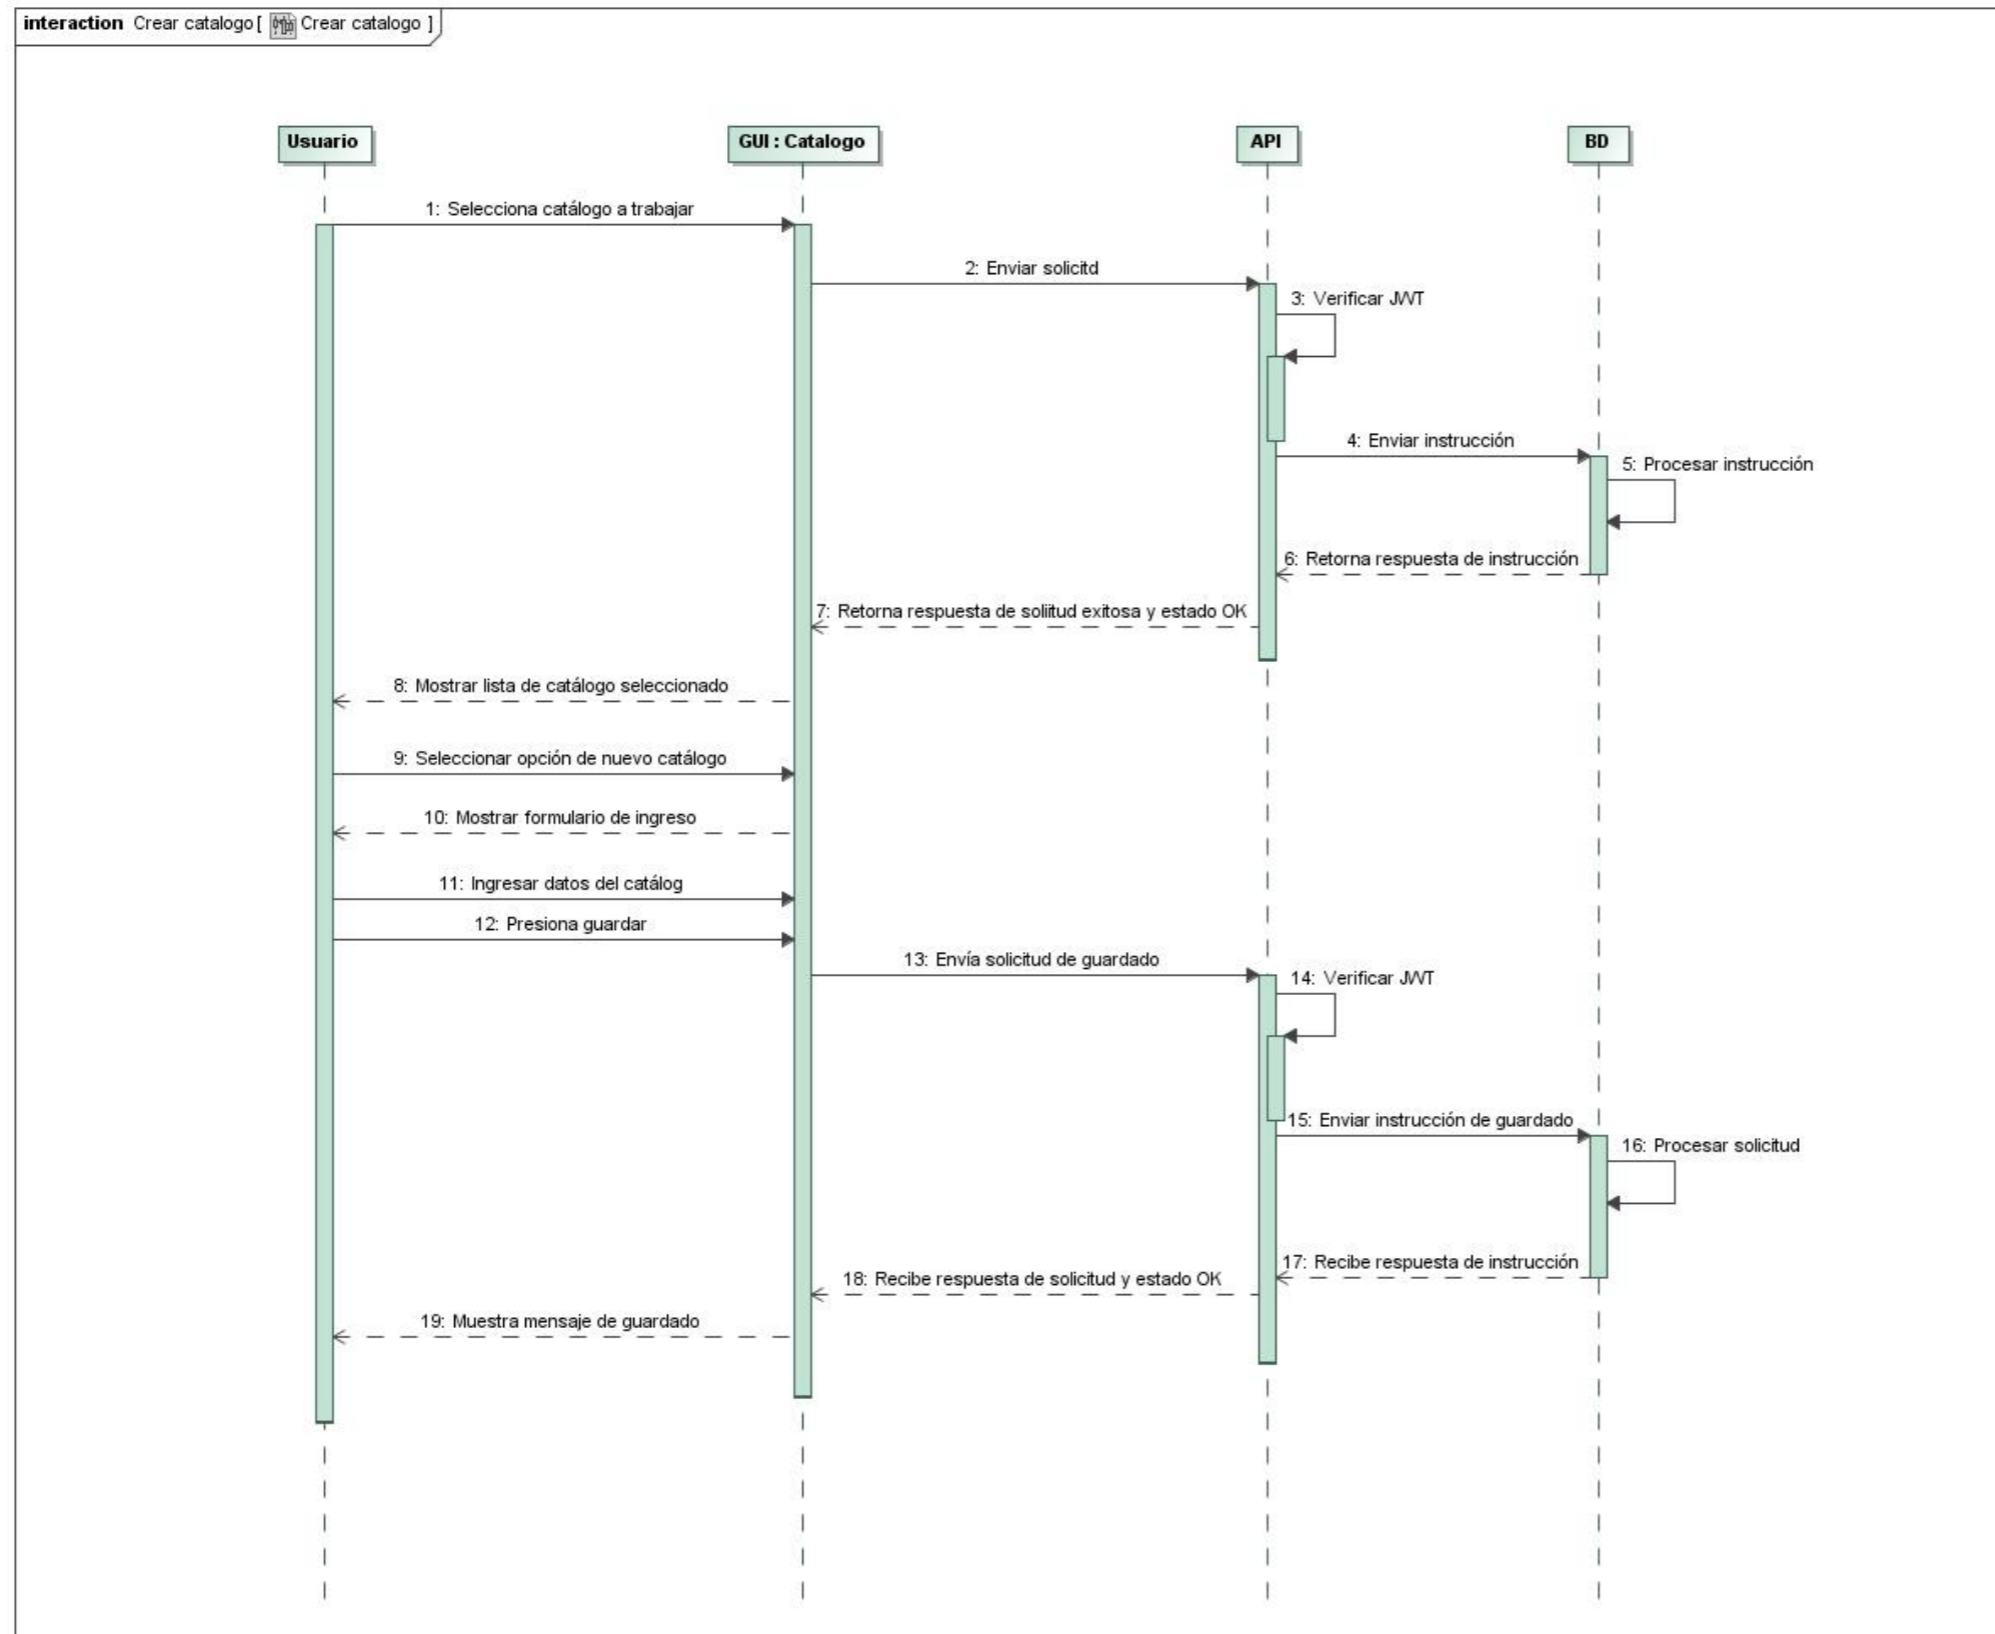 interaction Crear catalogo [ Crear catalogo ]
Usuario
GUI : Catalogo
API
BD
1: Selecciona catálogo a trabajar
2: Enviar solicitd
3: Verificar JWT
4: Enviar instrucción
5: Procesar instrucción
6: Retorna respuesta de instrucción
7: Retorna respuesta de soliitud exitosa y estado OK
8: Mostrar lista de catálogo seleccionado
9: Seleccionar opción de nuevo catálogo
10: Mostrar formulario de ingreso
11: Ingresar datos del catálog
12: Presiona guardar
13: Envía solicitud de guardado
14: Verificar JWT
15: Enviar instrucción de guardado
16: Procesar solicitud
17: Recibe respuesta de instrucción
18: Recibe respuesta de solicitud y estado OK
19: Muestra mensaje de guardado